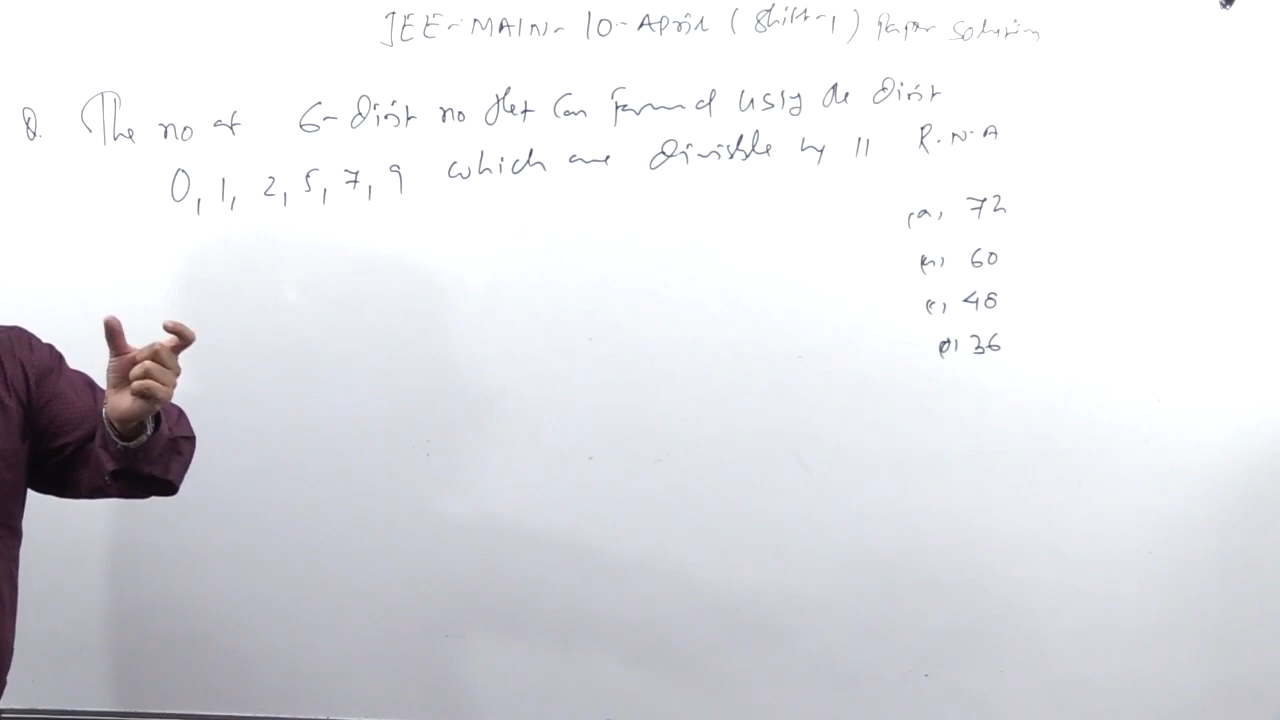 JEE-MAIN- 10-April (Shift-1) Paper Solution
Q. The no of 6-digit no that can formed using the digit
0, 1, 2, 5, 7, 9 which are divisible by 11 R.N.A
(a) 72
(b) 60
(c) 48
(d) 36